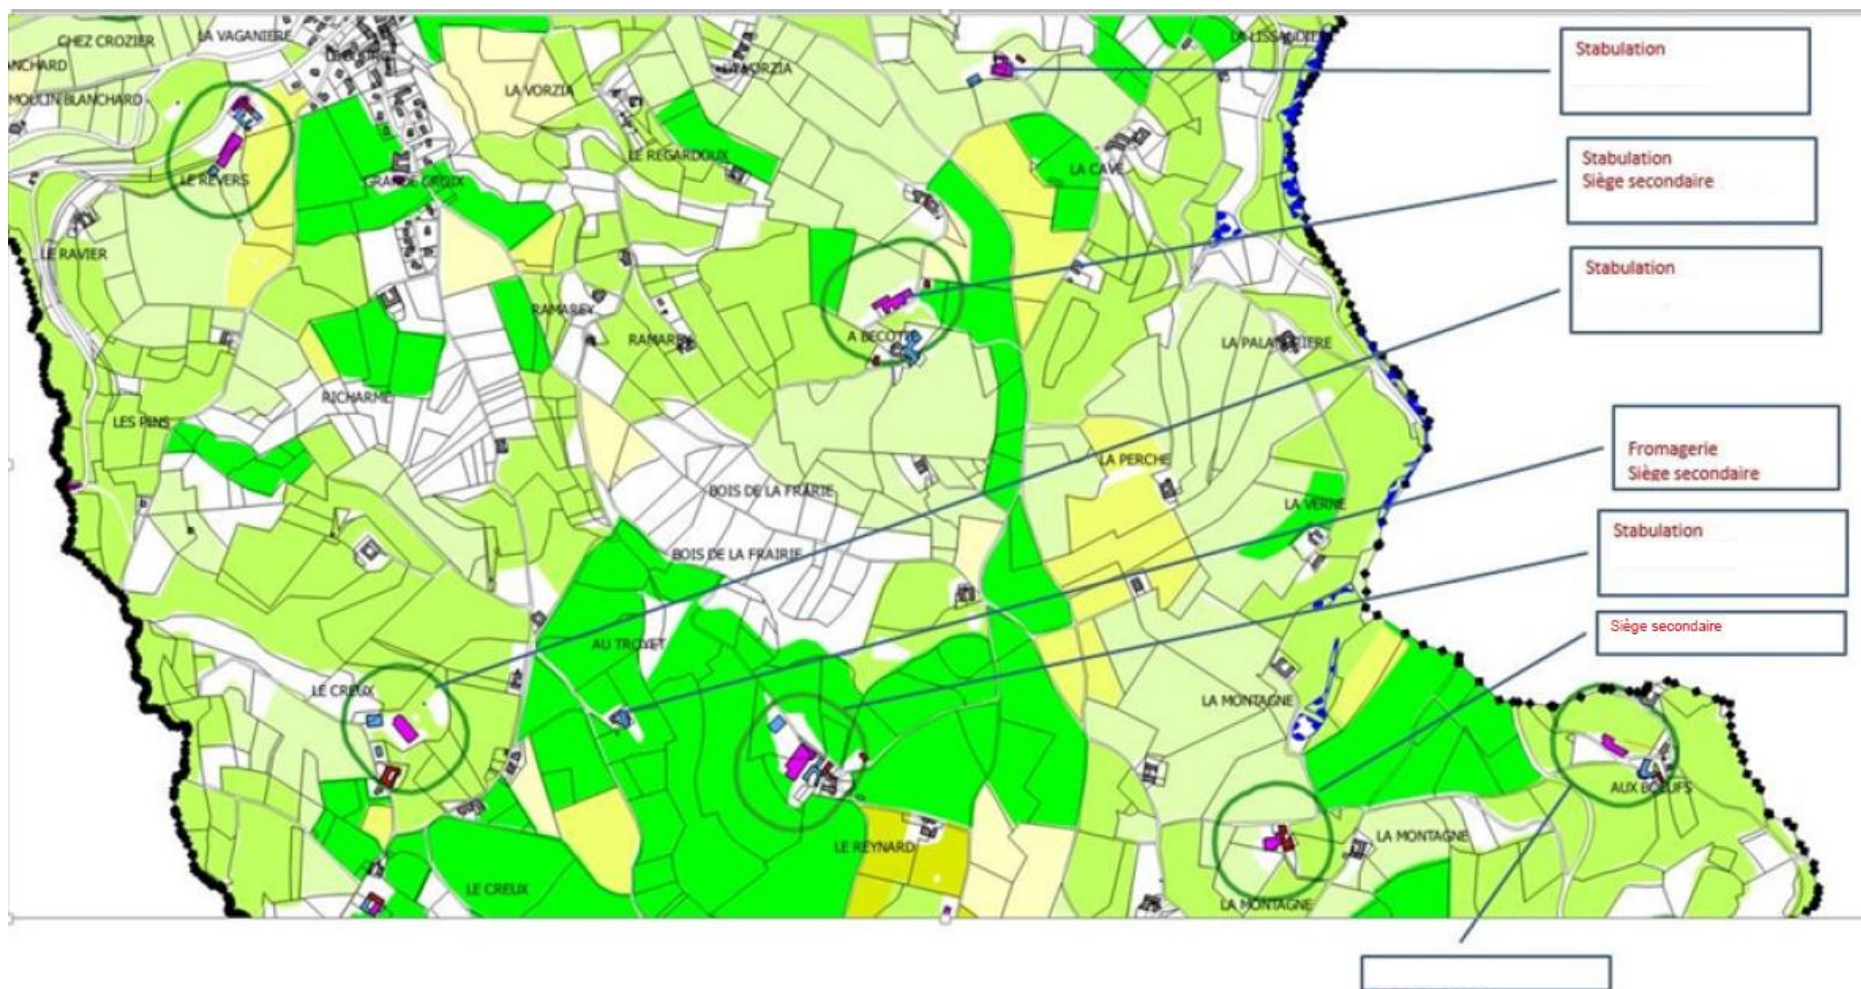 CHEZ CROZIER
LA VAGANIERE
ANCHARD
MOULIN BLANCHARD
LA VORZIA
LA VORZIA
LE REGARDOUX
LE REVERS
GRANDE CROIX
LA CAVE
LE RAVIER
RAMAREY
RAMAREY
LA PALANDIERE
RICHARME
LES PINS
LA PERCHE
BOIS DE LA FRARIE
LA VERNE
BOIS DE LA FRAIRIE
AU TROYET
LE CREUX
LA MONTAGNE
AUX BOEUFS
LE REYNARD
LA MONTAGNE
LE CREUX
LA MONTAGNE
Stabulation
Stabulation
Siège secondaire
Stabulation
Fromagerie
Siège secondaire
Stabulation
Siège secondaire